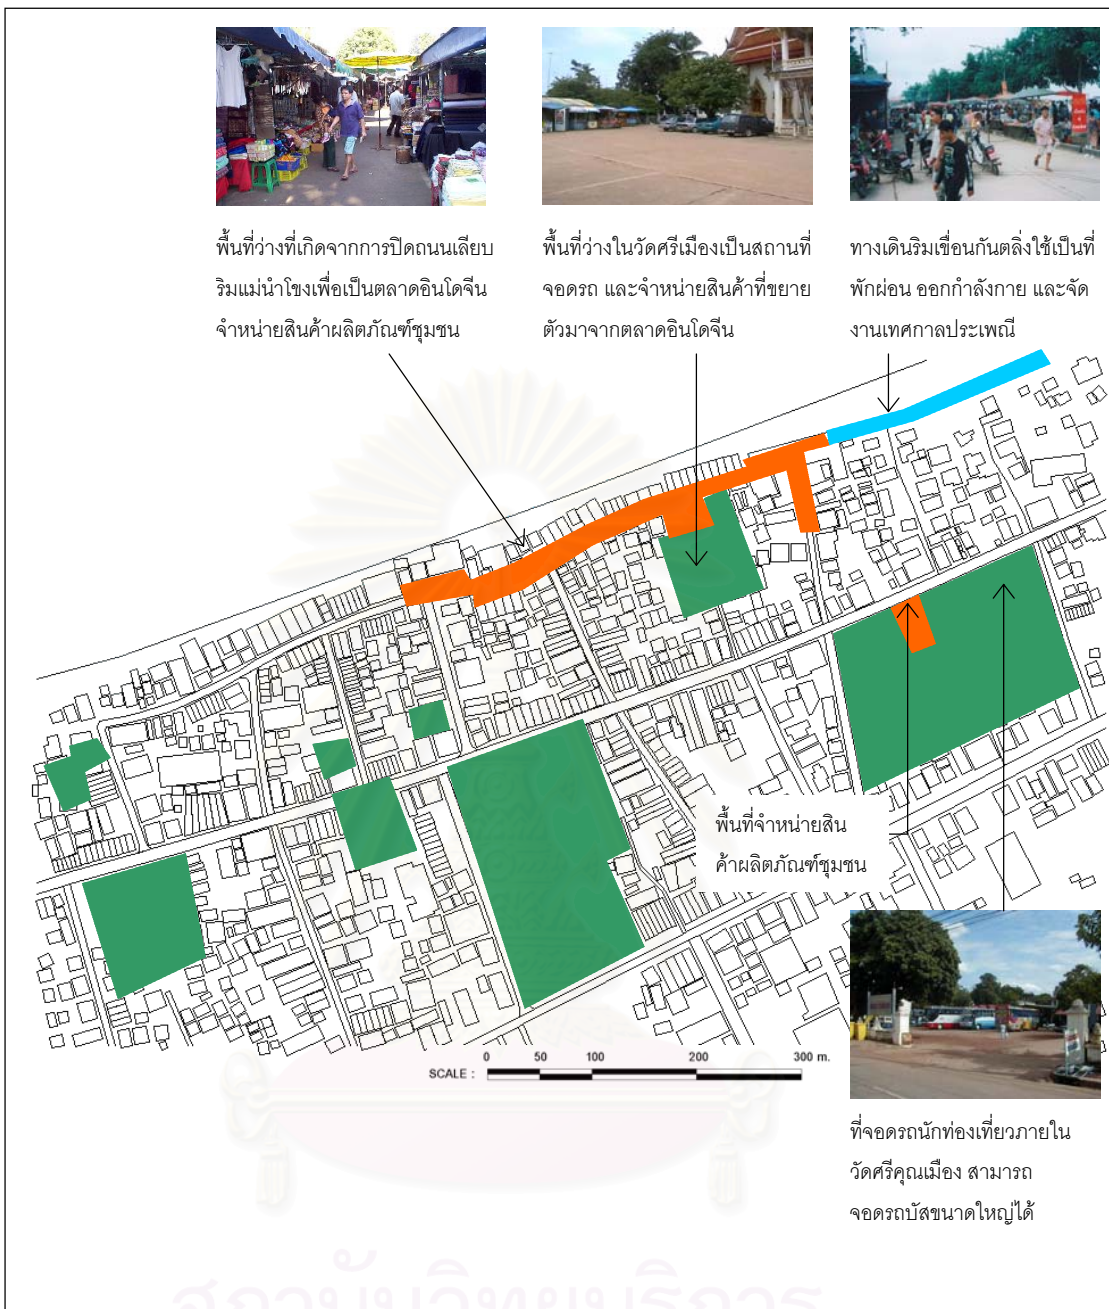 พื้นที่ว่างที่เกิดจากการปิดถนนเลียบ
ริมแม่น้ำโขงเพื่อเป็นตลาดอินโดจีน
จำหน่ายสินค้าผลิตภัณฑ์ชุมชน
พื้นที่ว่างในวัดศรีเมืองเป็นสถานที่
จอดรถ และจำหน่ายสินค้าที่ขยาย
ตัวมาจากตลาดอินโดจีน
ทางเดินริมเขื่อนกันตลิ่งใช้เป็นที่
พักผ่อน ออกกำลังกาย และจัด
งานเทศกาลประเพณี
พื้นที่จำหน่ายสิน
ค้าผลิตภัณฑ์ชุมชน
0 50 100 200 300 m.
SCALE :
ที่จอดรถนักท่องเที่ยวภายใน
วัดศรีคุณเมือง สามารถ
จอดรถบัสขนาดใหญ่ได้
สถาบันวิทยบริการ